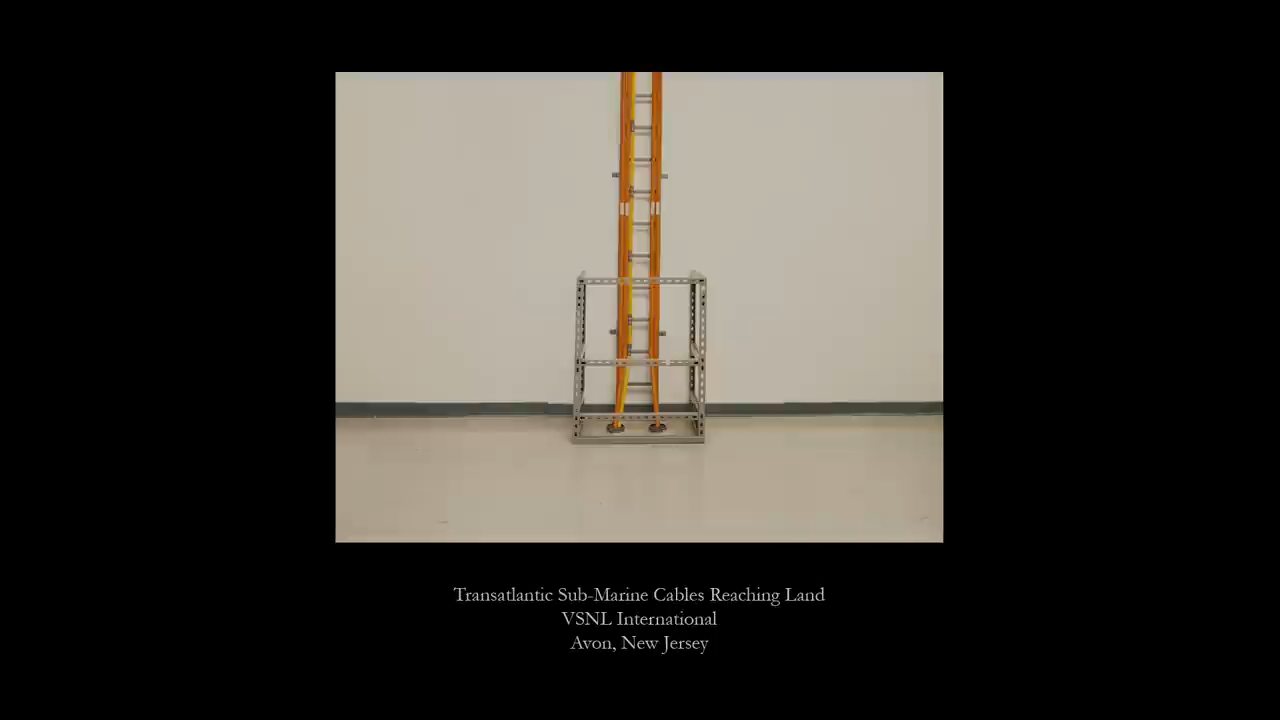 Transatlantic Sub-Marine Cables Reaching Land
VSNL International
Avon, New Jersey